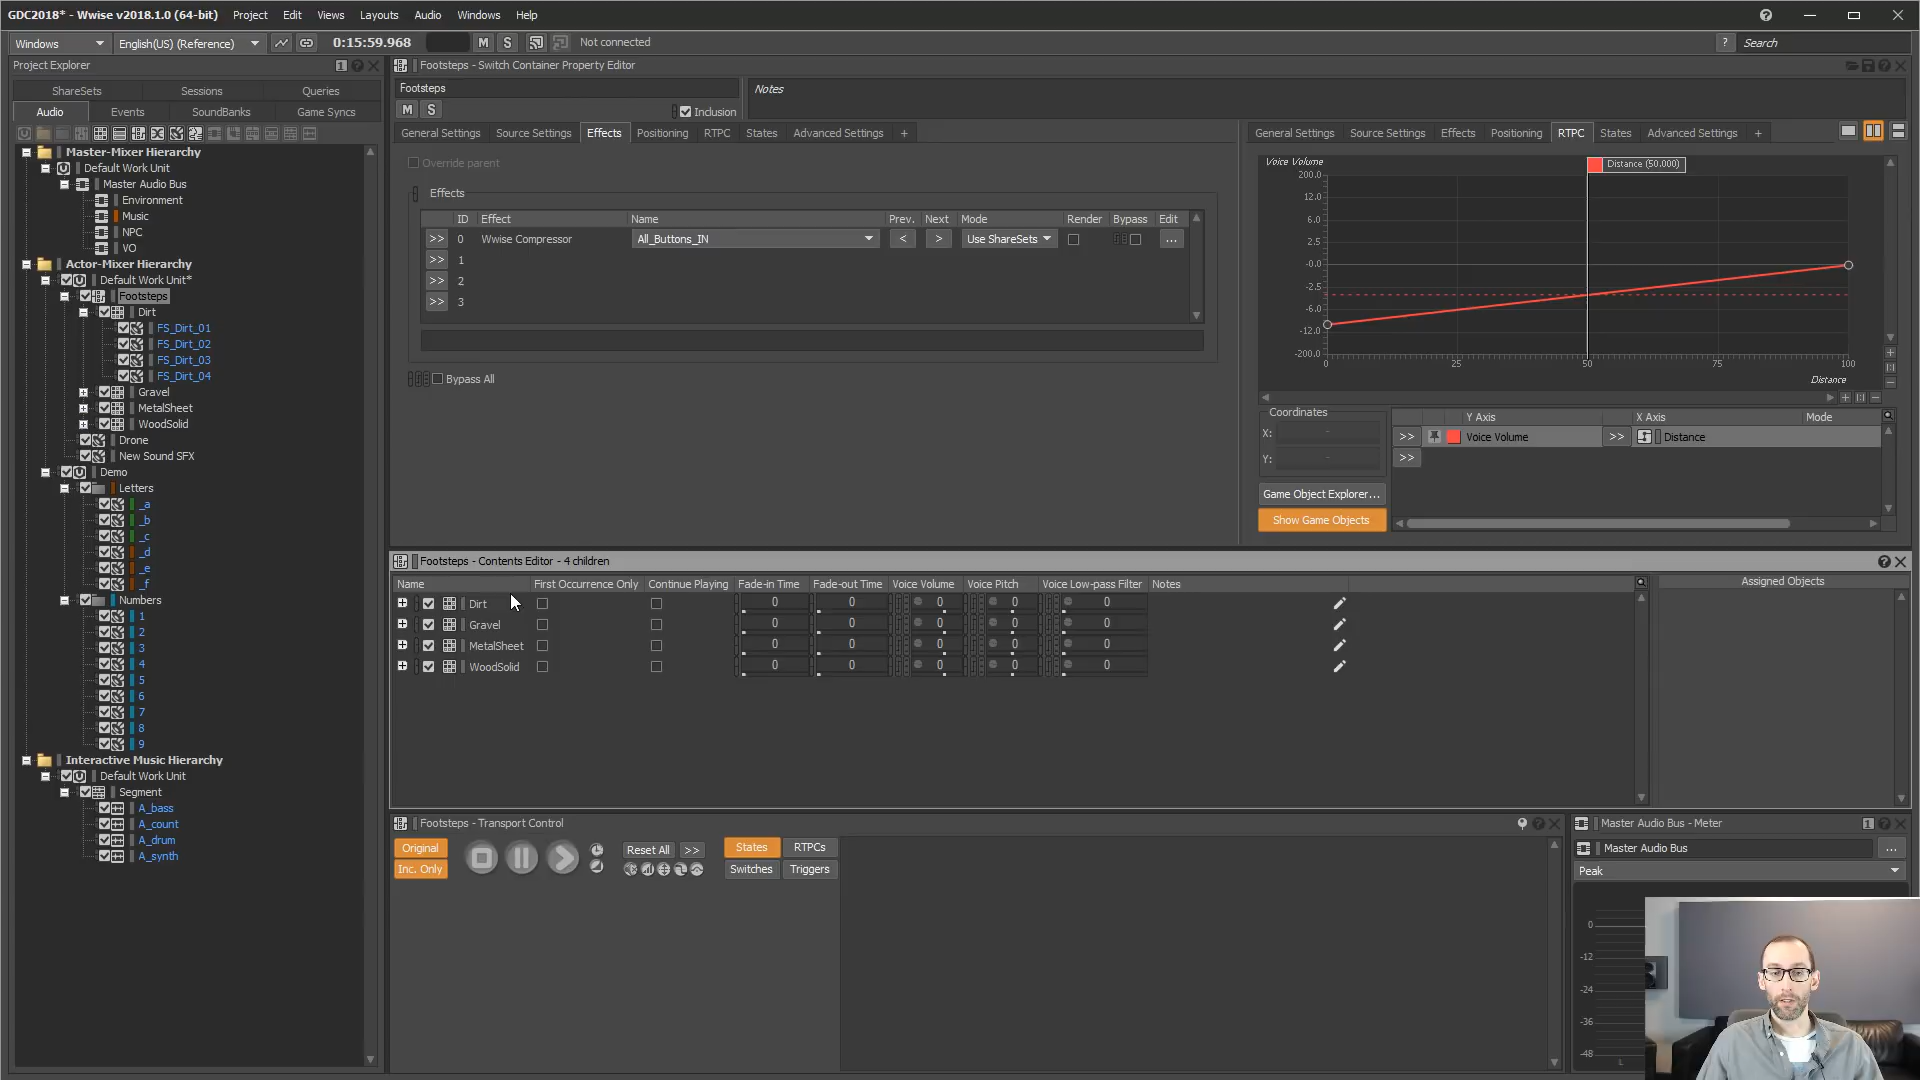 GDC2018* - Wwise v2018.1.0 (64-bit) Project Edit Views Layouts Audio Windows Help
Windows English(US) (Reference) 0:15:59.968 M S Not connected ? Search
Project Explorer 1
ShareSets Sessions Queries
Audio Events SoundBanks Game Syncs
Master-Mixer Hierarchy
Default Work Unit
Master Audio Bus
Environment
Music
NPC
VO
Actor-Mixer Hierarchy
Default Work Unit*
Footsteps
Dirt
FS_Dirt_01
FS_Dirt_02
FS_Dirt_03
FS_Dirt_04
Gravel
MetalSheet
WoodSolid
Drone
New Sound SFX
Demo
Letters
_a
_b
_c
_d
_e
_f
Numbers
1
2
3
4
5
6
7
8
9
Interactive Music Hierarchy
Default Work Unit
Segment
A_bass
A_count
A_drum
A_synth
Footsteps - Switch Container Property Editor
Footsteps
Notes
M S
Inclusion
General Settings Source Settings Effects Positioning RTPC States Advanced Settings +
Override parent
Effects
ID Effect Name Prev. Next Mode Render Bypass Edit
>> 0 Wwise Compressor All_Buttons_IN < > Use ShareSets ...
>> 1
>> 2
>> 3
Bypass All
General Settings Source Settings Effects Positioning RTPC States Advanced Settings +
Voice Volume
Distance (50.000)
200.0
12.0
6.0
2.5
-0.0
-2.5
-6.0
-12.0
-200.0
0 25 50 75 100
Distance
Coordinates
X: -
Y: -
Game Object Explorer...
Show Game Objects
Y Axis X Axis Mode
>> Voice Volume >> Distance
>>
Footsteps - Contents Editor - 4 children
Name First Occurrence Only Continue Playing Fade-in Time Fade-out Time Voice Volume Voice Pitch Voice Low-pass Filter Notes
Dirt 0 0 0 0 0
Gravel 0 0 0 0 0
MetalSheet 0 0 0 0 0
WoodSolid 0 0 0 0 0
Assigned Objects
Footsteps - Transport Control
Original
Inc. Only
Reset All >>
States RTPCs
Switches Triggers
Master Audio Bus - Meter 1
Master Audio Bus ...
Peak
0
-12
-24
-36
-48
L